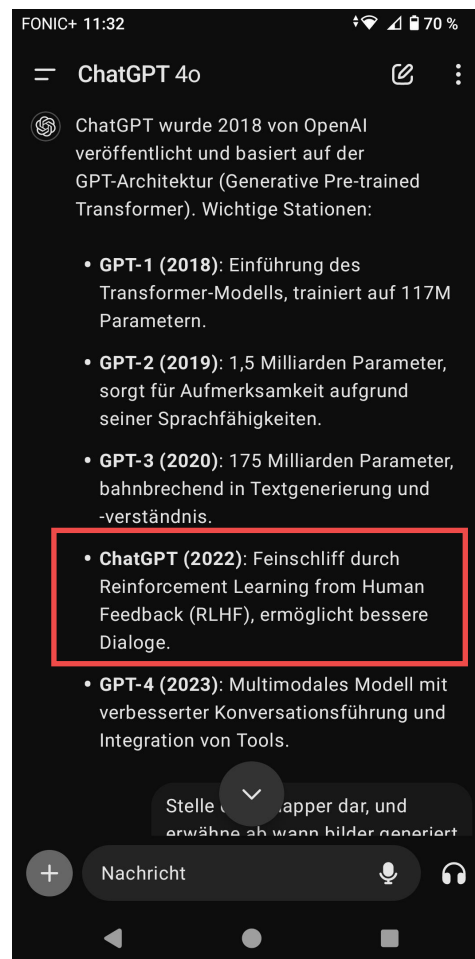 FONIC+ 11:32 70 %
ChatGPT 4o
ChatGPT wurde 2018 von OpenAI
veröffentlicht und basiert auf der
GPT-Architektur (Generative Pre-trained
Transformer). Wichtige Stationen:
• GPT-1 (2018): Einführung des
Transformer-Modells, trainiert auf 117M
Parametern.
• GPT-2 (2019): 1,5 Milliarden Parameter,
sorgt für Aufmerksamkeit aufgrund
seiner Sprachfähigkeiten.
• GPT-3 (2020): 175 Milliarden Parameter,
bahnbrechend in Textgenerierung und
-verständnis.
• ChatGPT (2022): Feinschliff durch
Reinforcement Learning from Human
Feedback (RLHF), ermöglicht bessere
Dialoge.
• GPT-4 (2023): Multimodales Modell mit
verbesserter Konversationsführung und
Integration von Tools.
Stelle dar, und
erwähne ab wann bilder generiert
Nachricht